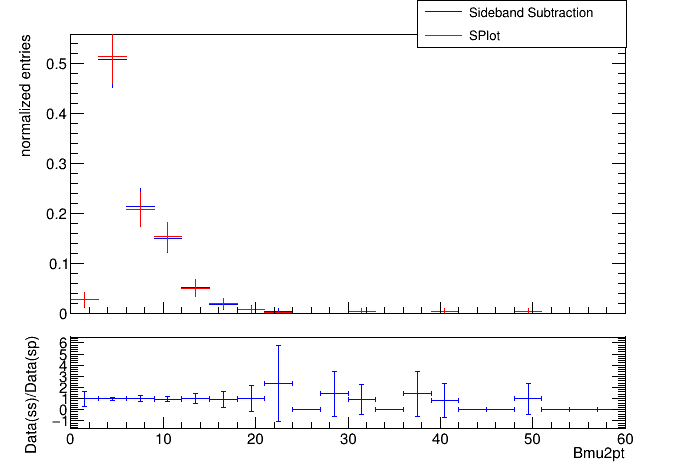 Sideband Subtraction
SPlot
normalized entries
0.5
0.4
0.3
0.2
0.1
0
Data(ss)/Data(sp)
6
5
4
3
2
1
0
−1
0 10 20 30 40 50 60
Bmu2pt